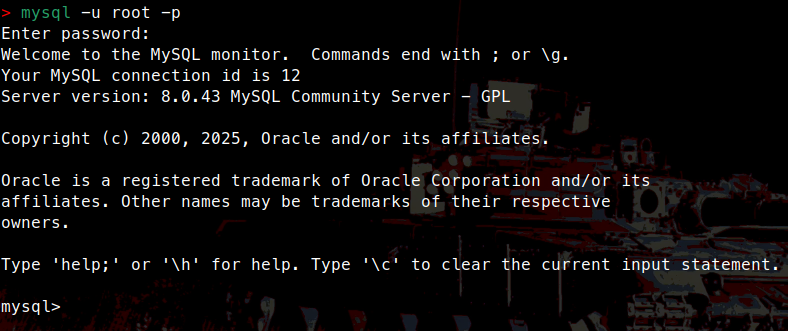 > mysql -u root -p
Enter password:
Welcome to the MySQL monitor.  Commands end with ; or \g.
Your MySQL connection id is 12
Server version: 8.0.43 MySQL Community Server - GPL
Copyright (c) 2000, 2025, Oracle and/or its affiliates.
Oracle is a registered trademark of Oracle Corporation and/or its
affiliates. Other names may be trademarks of their respective
owners.
Type 'help;' or '\h' for help. Type '\c' to clear the current input statement.
mysql>